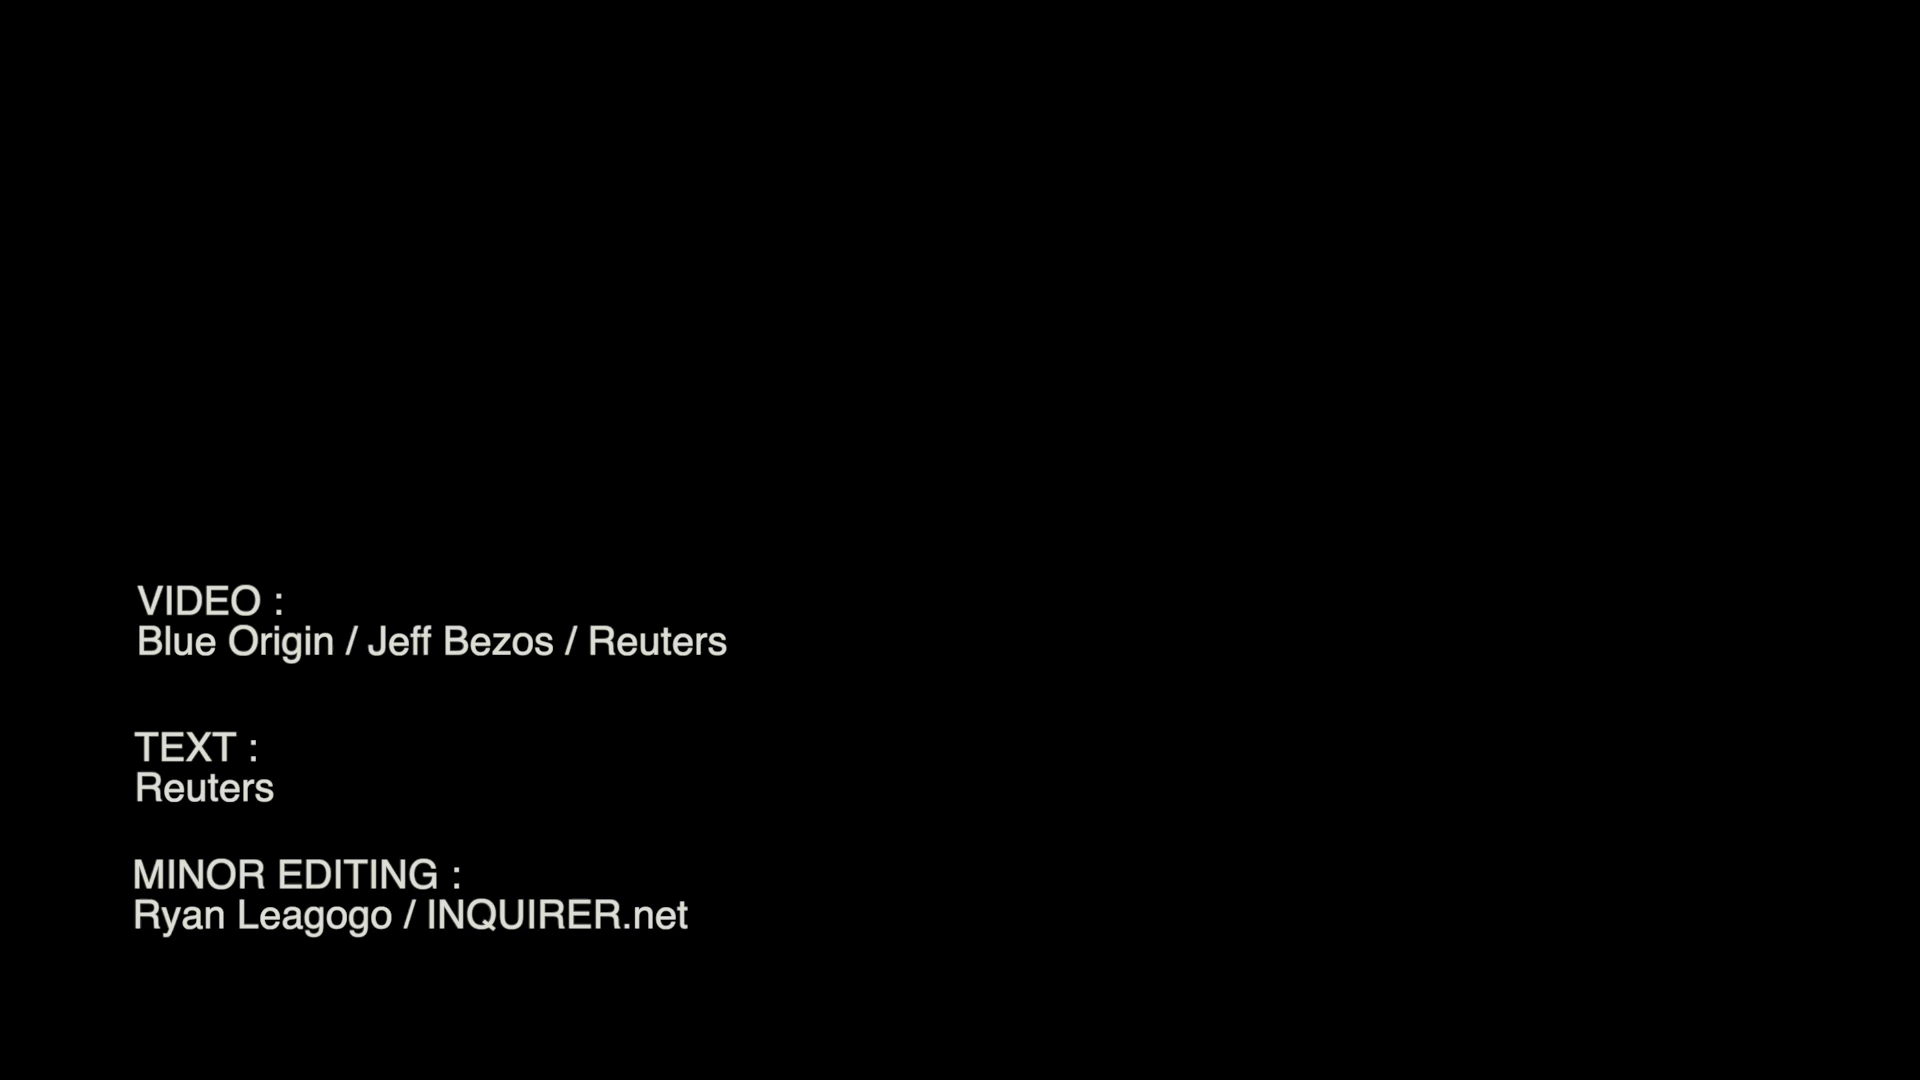 VIDEO :
Blue Origin / Jeff Bezos / Reuters
TEXT :
Reuters
MINOR EDITING :
Ryan Leagogo / INQUIRER.net